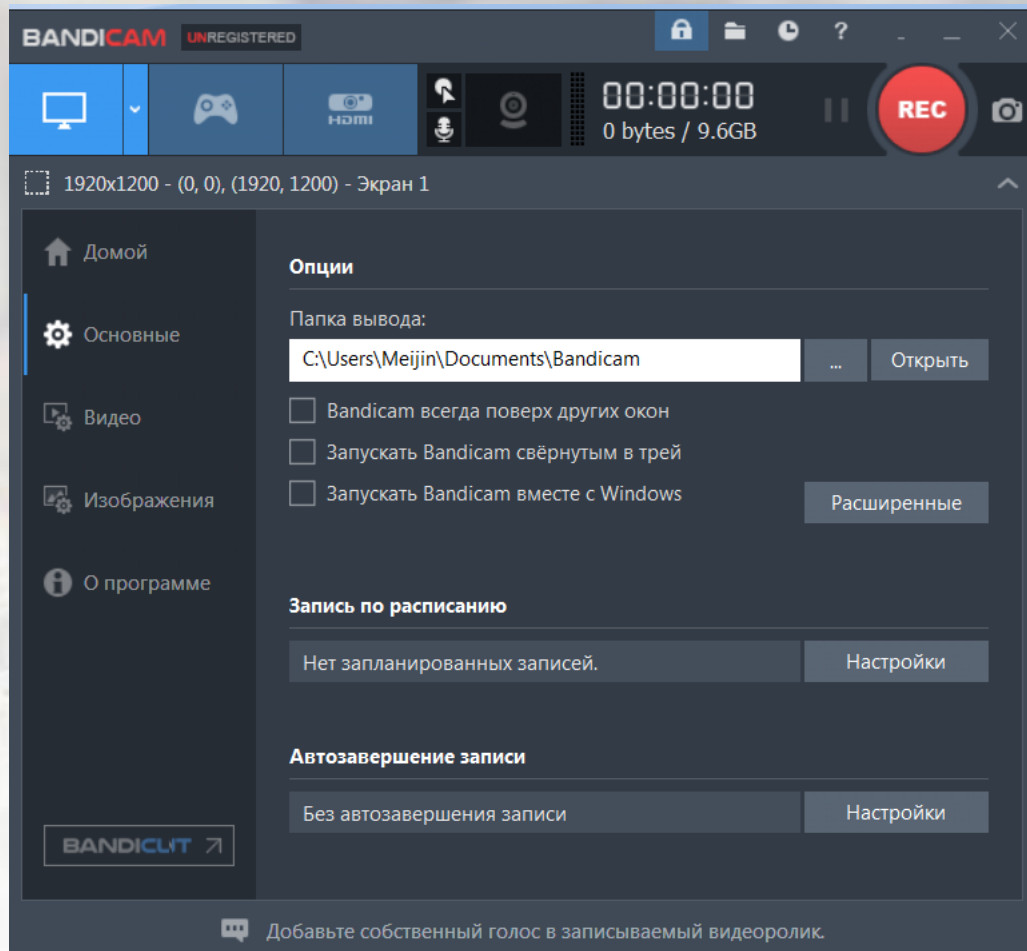 BANDICAM UNREGISTERED ?
HDMI
00:00:00
0 bytes / 9.6GB
REC
1920x1200 - (0, 0), (1920, 1200) - Экран 1
Домой
Основные
Видео
Изображения
О программе
BANDICUT
Опции
Папка вывода:
C:\Users\Meijin\Documents\Bandicam ... Открыть
Bandicam всегда поверх других окон
Запускать Bandicam свёрнутым в трей
Запускать Bandicam вместе с Windows
Расширенные
Запись по расписанию
Нет запланированных записей. Настройки
Автозавершение записи
Без автозавершения записи Настройки
Добавьте собственный голос в записываемый видеоролик.